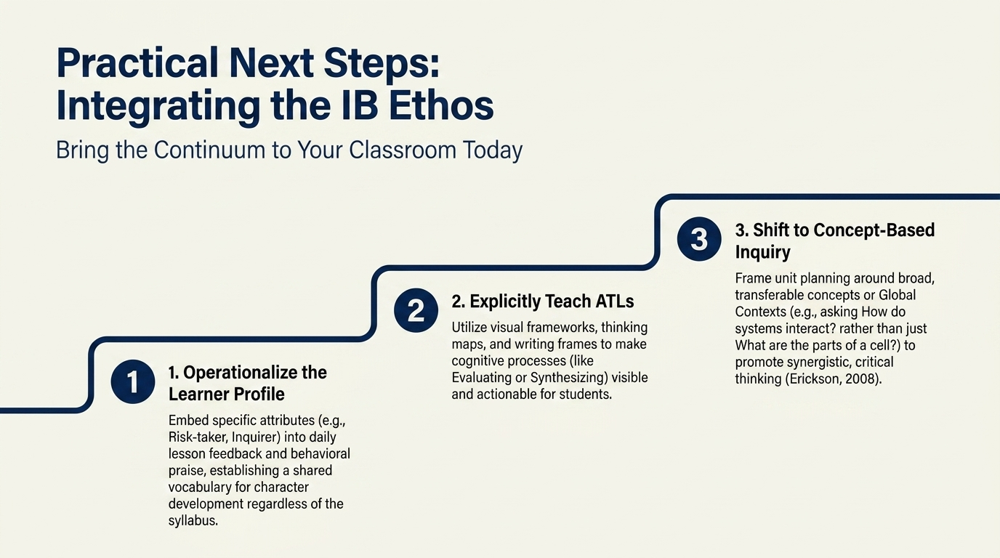 Practical Next Steps:
Integrating the IB Ethos
Bring the Continuum to Your Classroom Today
1
1. Operationalize the
Learner Profile
Embed specific attributes (e.g.,
Risk-taker, Inquirer) into daily
lesson feedback and behavioral
praise, establishing a shared
vocabulary for character
development regardless of the
syllabus.
2
2. Explicitly Teach ATLs
Utilize visual frameworks, thinking
maps, and writing frames to make
cognitive processes (like
Evaluating or Synthesizing) visible
and actionable for students.
3
3. Shift to Concept-Based
Inquiry
Frame unit planning around broad,
transferable concepts or Global
Contexts (e.g., asking How do
systems interact? rather than just
What are the parts of a cell?) to
promote synergistic, critical
thinking (Erickson, 2008).